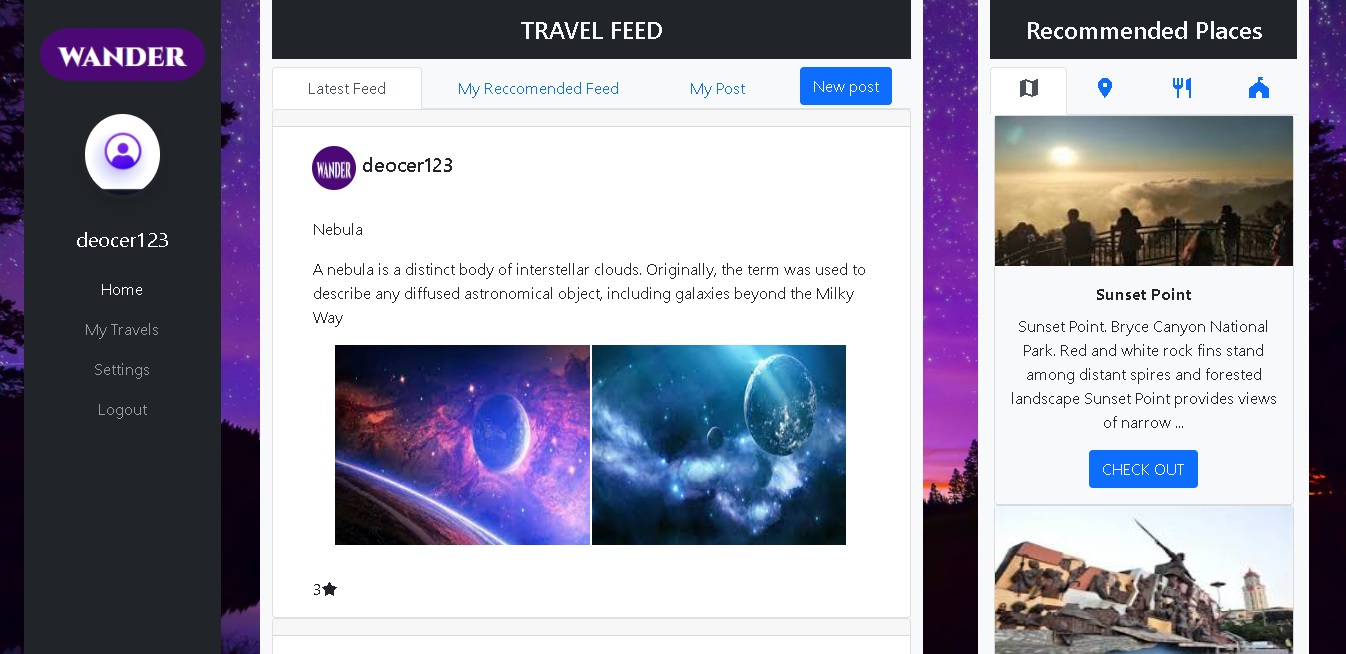 WANDER
deocer123
Home
My Travels
Settings
Logout
TRAVEL FEED
Latest Feed
My Reccomended Feed
My Post
New post
WANDER
deocer123
Nebula
A nebula is a distinct body of interstellar clouds. Originally, the term was used to
describe any diffused astronomical object, including galaxies beyond the Milky
Way
3
Recommended Places
Sunset Point
Sunset Point. Bryce Canyon National
Park. Red and white rock fins stand
among distant spires and forested
landscape Sunset Point provides views
of narrow ...
CHECK OUT